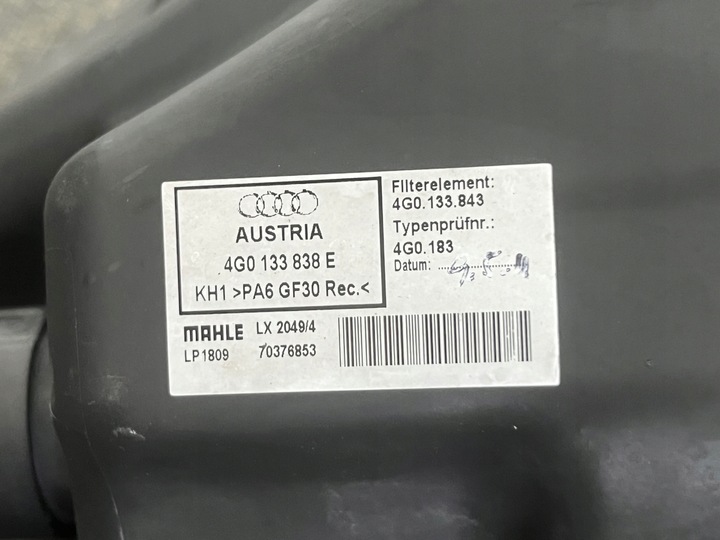 AUSTRIA
4G0 133 838 E
KH1 >PA6 GF30 Rec.<
Filterelement:
4G0.133.843
Typenprüfnr.:
4G0.183
Datum:
MAHLE LX 2049/4
LP1809 70376853